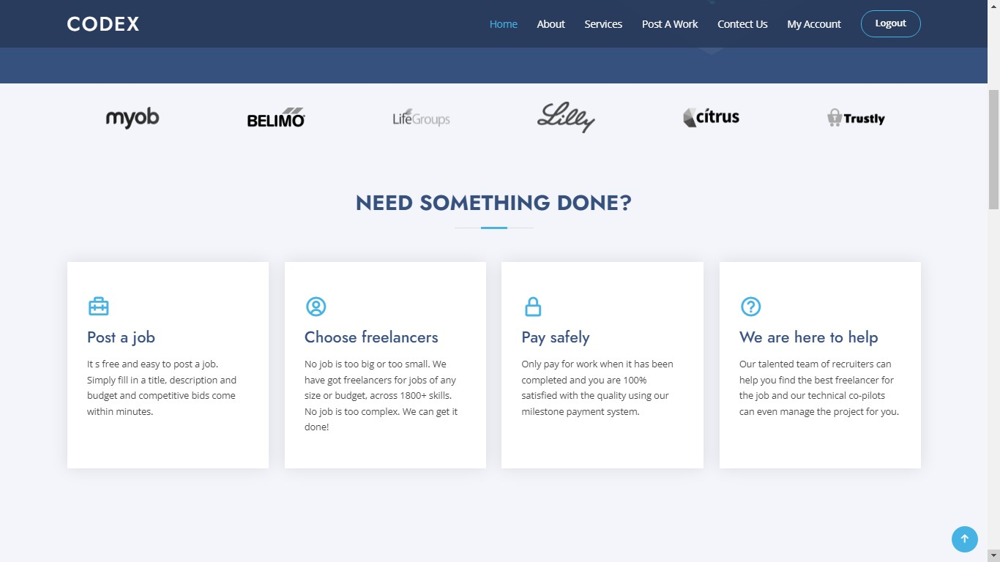 CODEX
Home About Services Post A Work Contact Us My Account Logout
myob BELIMO LifeGroups Lilly cítrus Trustly
NEED SOMETHING DONE?
Post a job
It s free and easy to post a job.
Simply fill in a title, description and
budget and competitive bids come
within minutes.
Choose freelancers
No job is too big or too small. We
have got freelancers for jobs of any
size or budget, across 1800+ skills.
No job is too complex. We can get it
done!
Pay safely
Only pay for work when it has been
completed and you are 100%
satisfied with the quality using our
milestone payment system.
We are here to help
Our talented team of recruiters can
help you find the best freelancer for
the job and our technical co-pilots
can even manage the project for you.